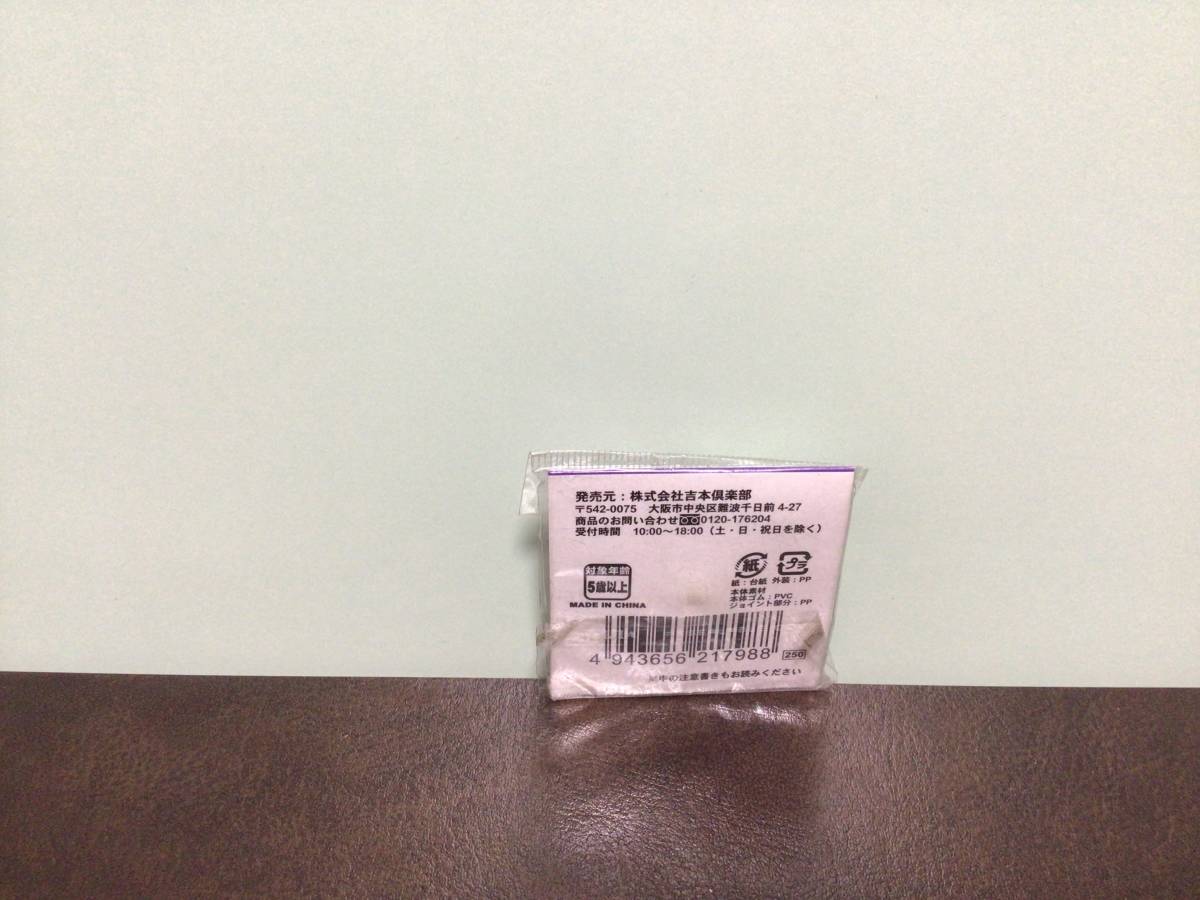 発売元：株式会社吉本倶楽部
〒542-0075 大阪市中央区難波千日前 4-27
商品のお問い合わせ 0120-176204
受付時間 10:00〜18:00（土・日・祝日を除く）
対象年齢
5歳以上
MADE IN CHINA
紙
プラ
紙：台紙 外装：PP
本体素材
本体ゴム：PVC
ジョイント部分：PP
4 943656 217988
250
の注意書きもお読みください